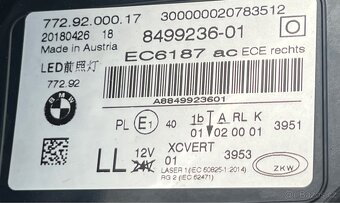 772.92.000.17 300000020783512
20180426 18 8499236-01
Made in Austria EC6187 ac ECE rechts
LED前照灯
772.92
A8849923601
BMW
PL E1 40 1b A RL K 3951
01 02 00 01
LL 12V XCVERT 3953
24V 01 LASER 1 (IEC 60825-1:2014)
RG 2 (IEC 62471)
ZKW